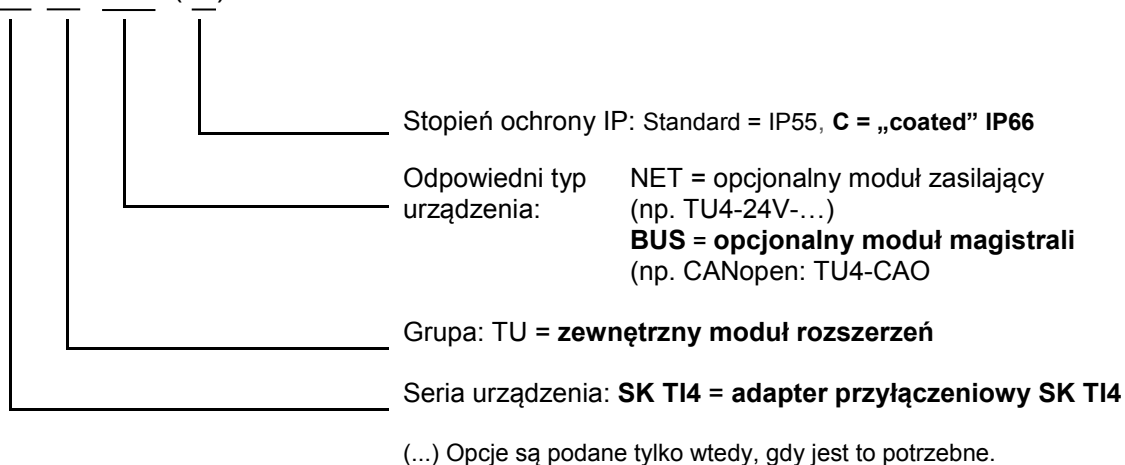 Stopień ochrony IP: Standard = IP55, C = „coated” IP66
Odpowiedni typ urządzenia:
NET = opcjonalny moduł zasilający
(np. TU4-24V-…)
BUS = opcjonalny moduł magistrali
(np. CANopen: TU4-CAO
Grupa: TU = zewnętrzny moduł rozszerzeń
Seria urządzenia: SK TI4 = adapter przyłączeniowy SK TI4
(...) Opcje są podane tylko wtedy, gdy jest to potrzebne.